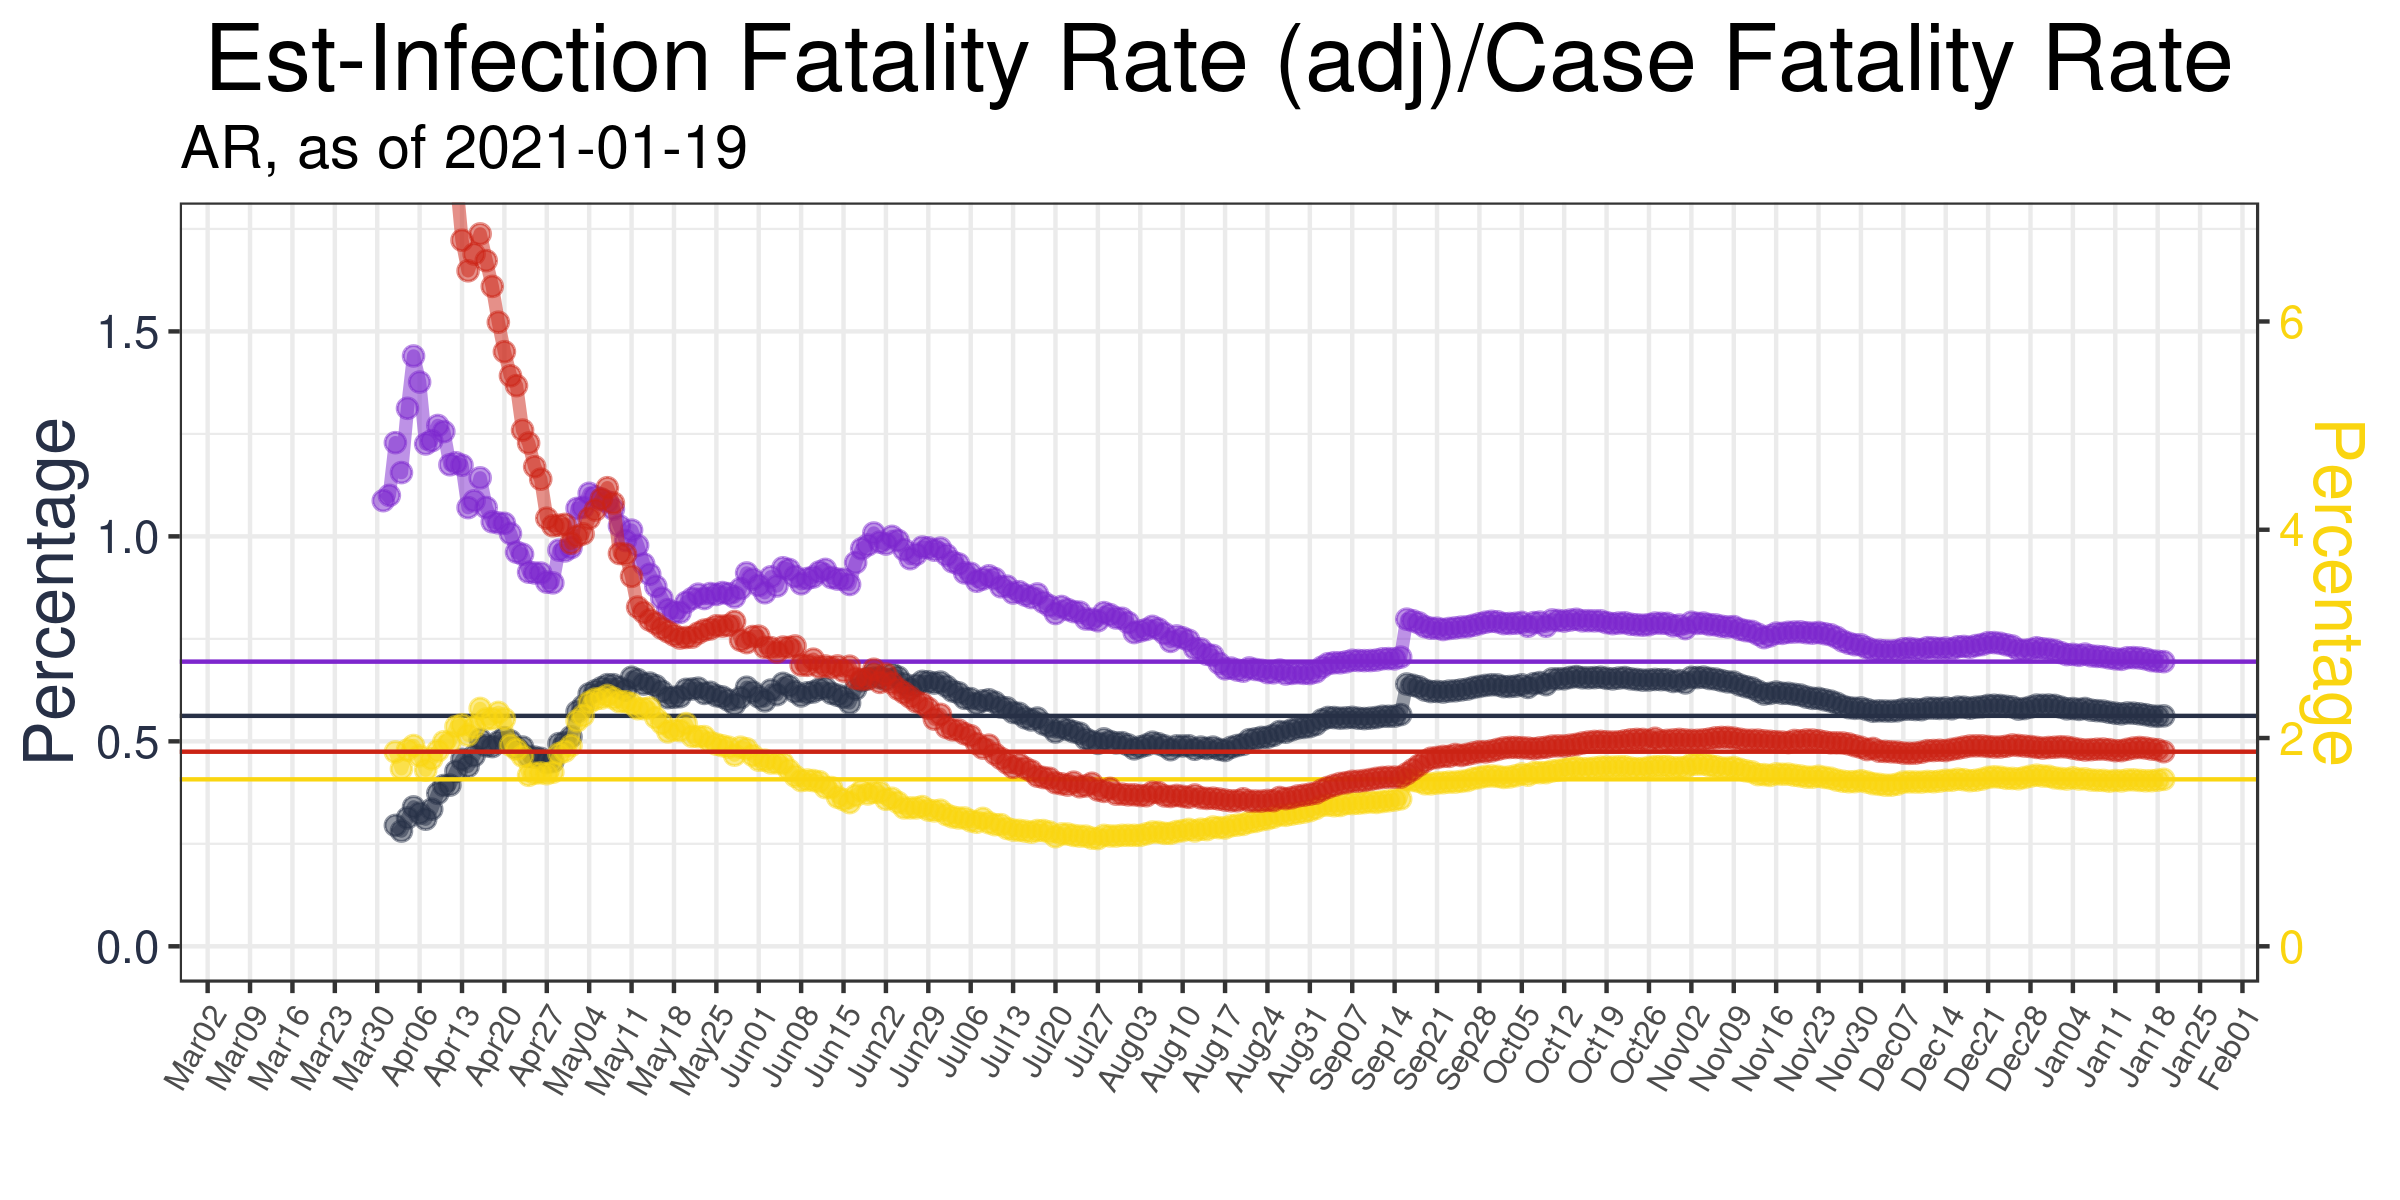 Est-Infection Fatality Rate (adj)/Case Fatality Rate
AR, as of 2021-01-19
Percentage
1.5
1.0
0.5
0.0
6
4
2
0
Percentage
Mar02
Mar09
Mar16
Mar23
Mar30
Apr06
Apr13
Apr20
Apr27
May04
May11
May18
May25
Jun01
Jun08
Jun15
Jun22
Jun29
Jul06
Jul13
Jul20
Jul27
Aug03
Aug10
Aug17
Aug24
Aug31
Sep07
Sep14
Sep21
Sep28
Oct05
Oct12
Oct19
Oct26
Nov02
Nov09
Nov16
Nov23
Nov30
Dec07
Dec14
Dec21
Dec28
Jan04
Jan11
Jan18
Jan25
Feb01